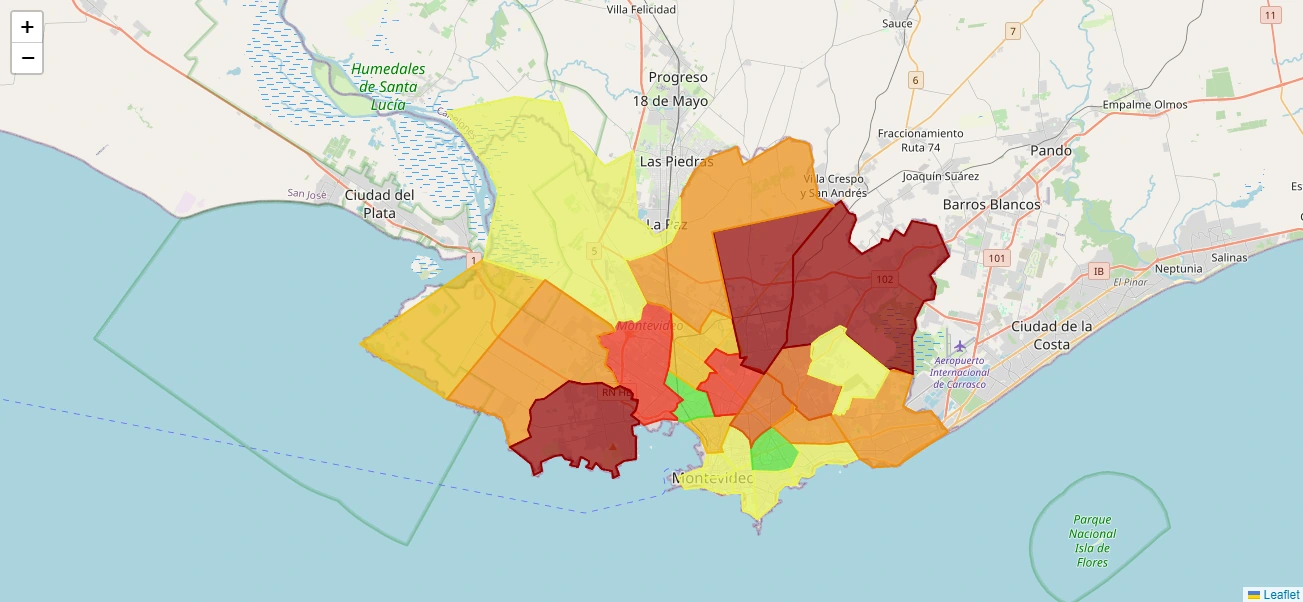 +
−
Villa Felicidad
Sauce
11
7
Humedales
de Santa
Lucía
Progreso
18 de Mayo
6
Empalme Olmos
Fraccionamiento
Ruta 74
Pando
Las Piedras
Villa Crespo
y San Andrés
Joaquín Suárez
San José
Ciudad del
Plata
Barros Blancos
La Paz
5
1
101
Salinas
Neptunia
IB
102
El Pinar
Montevideo
Ciudad de la
Costa
Aeropuerto
Internacional
de Carrasco
Montevideo
Parque
Nacional
Isla de
Flores
Leaflet